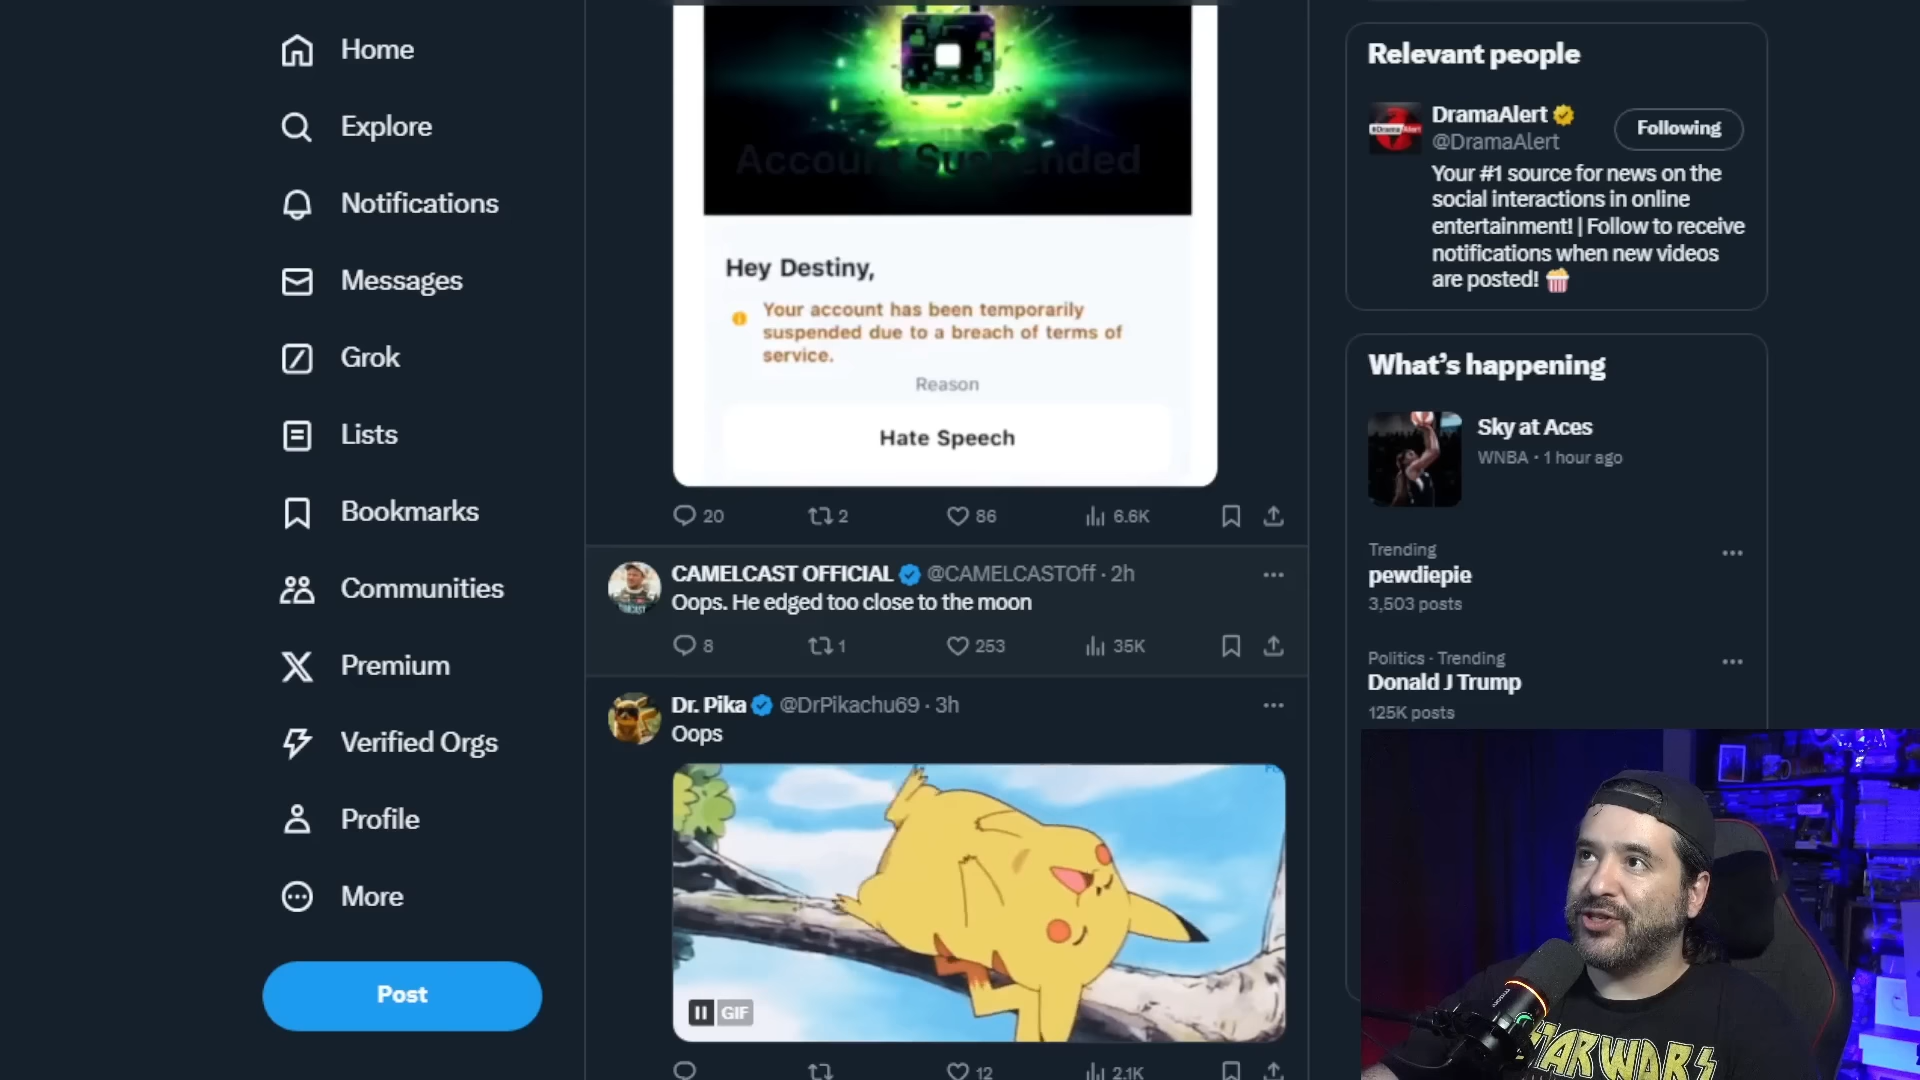 Home
Explore
Notifications
Messages
Grok
Lists
Bookmarks
Communities
Premium
Verified Orgs
Profile
More
Post
Account Suspended
Hey Destiny,
Your account has been temporarily
suspended due to a breach of terms of
service.
Reason
Hate Speech
20
2
86
6.6K
CAMELCAST OFFICIAL @CAMELCASTOff · 2h
Oops. He edged too close to the moon
8
1
253
35K
Dr. Pika @DrPikachu69 · 3h
Oops
GIF
12
2.1K
Relevant people
DramaAlert
@DramaAlert
Following
Your #1 source for news on the
social interactions in online
entertainment! | Follow to receive
notifications when new videos
are posted!
What's happening
Sky at Aces
WNBA · 1 hour ago
Trending
pewdiepie
3,503 posts
Politics · Trending
Donald J Trump
125K posts
STAR WARS